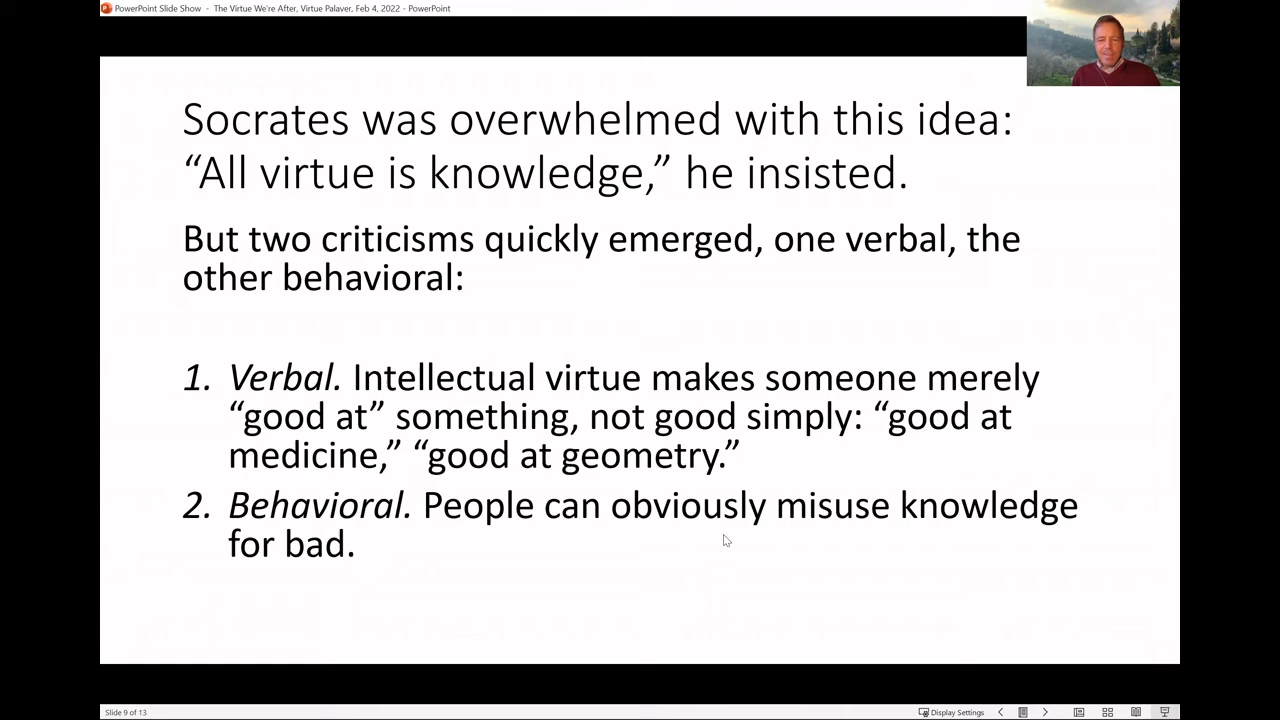 PowerPoint Slide Show - The Virtue We're After, Virtue Palaver, Feb 4, 2022 - PowerPoint
Socrates was overwhelmed with this idea:
“All virtue is knowledge,” he insisted.
But two criticisms quickly emerged, one verbal, the
other behavioral:
1. Verbal. Intellectual virtue makes someone merely
“good at” something, not good simply: “good at
medicine,” “good at geometry.”
2. Behavioral. People can obviously misuse knowledge
for bad.
Slide 9 of 13
Display Settings